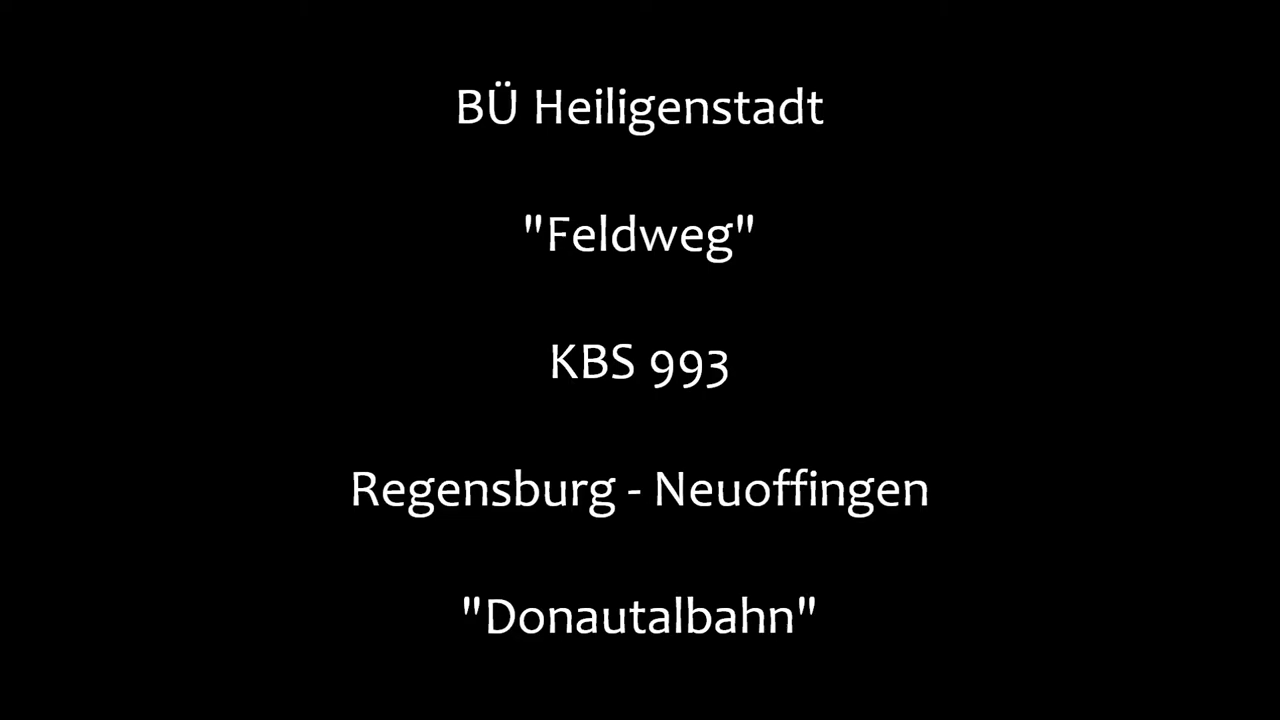 BÜ Heiligenstadt
"Feldweg"
KBS 993
Regensburg - Neuoffingen
"Donautalbahn"